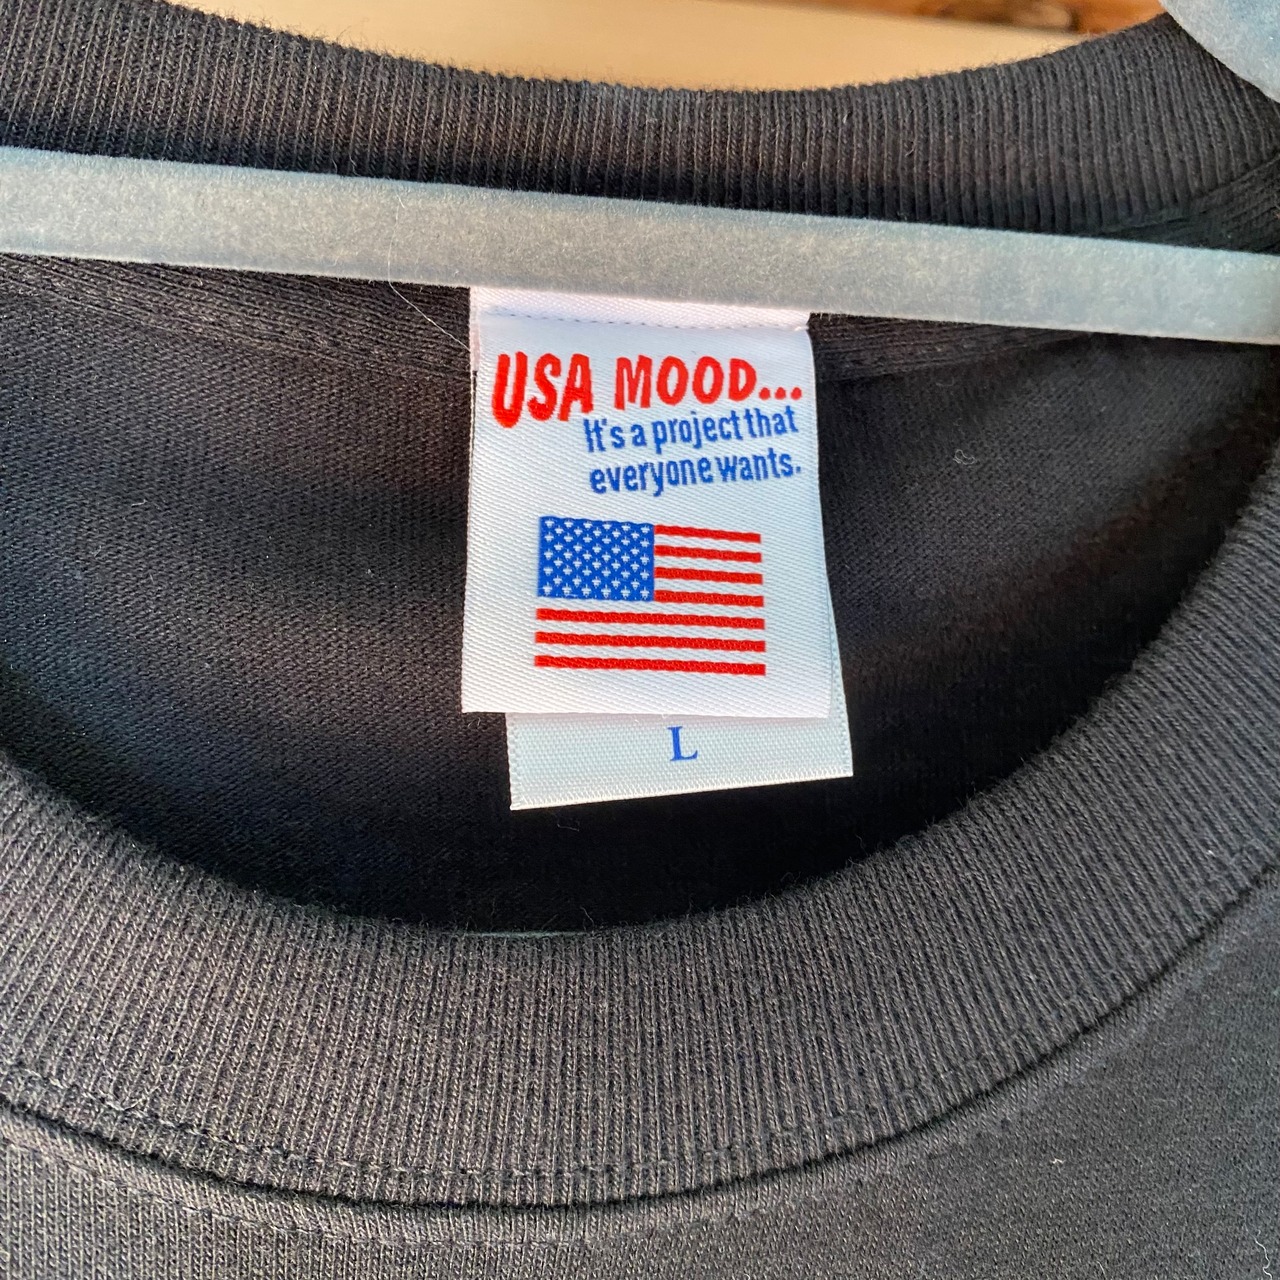 USA MOOD...
It's a project that
everyone wants.
L